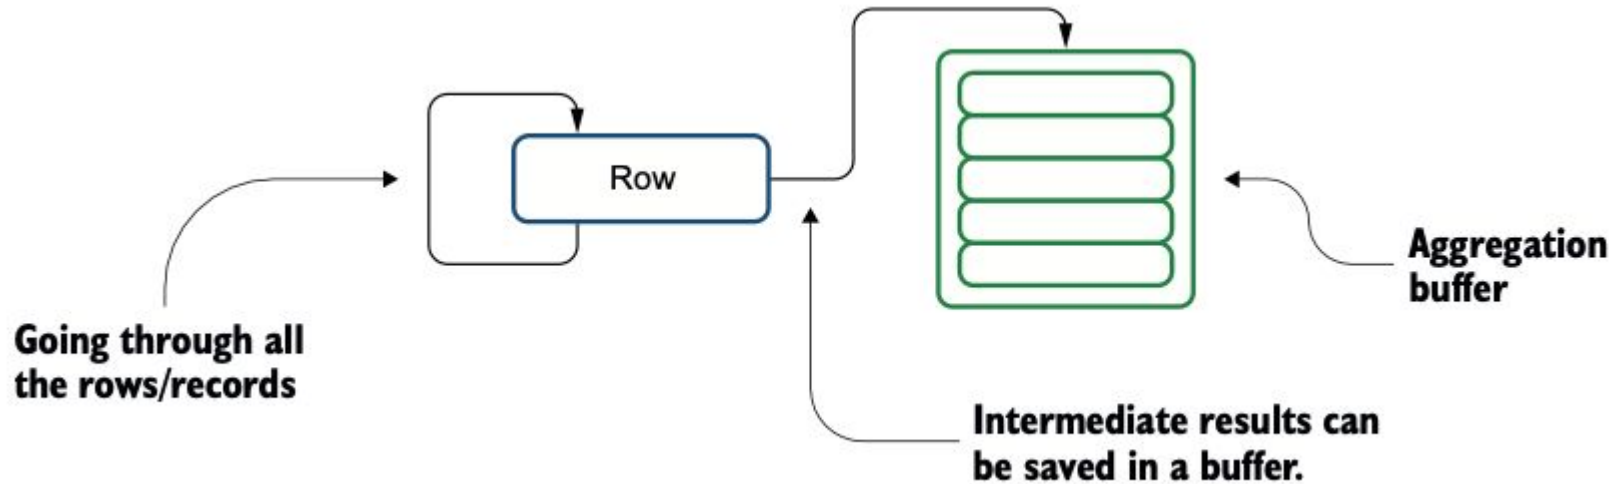 Row
Aggregation
buffer
Going through all
the rows/records
Intermediate results can
be saved in a buffer.